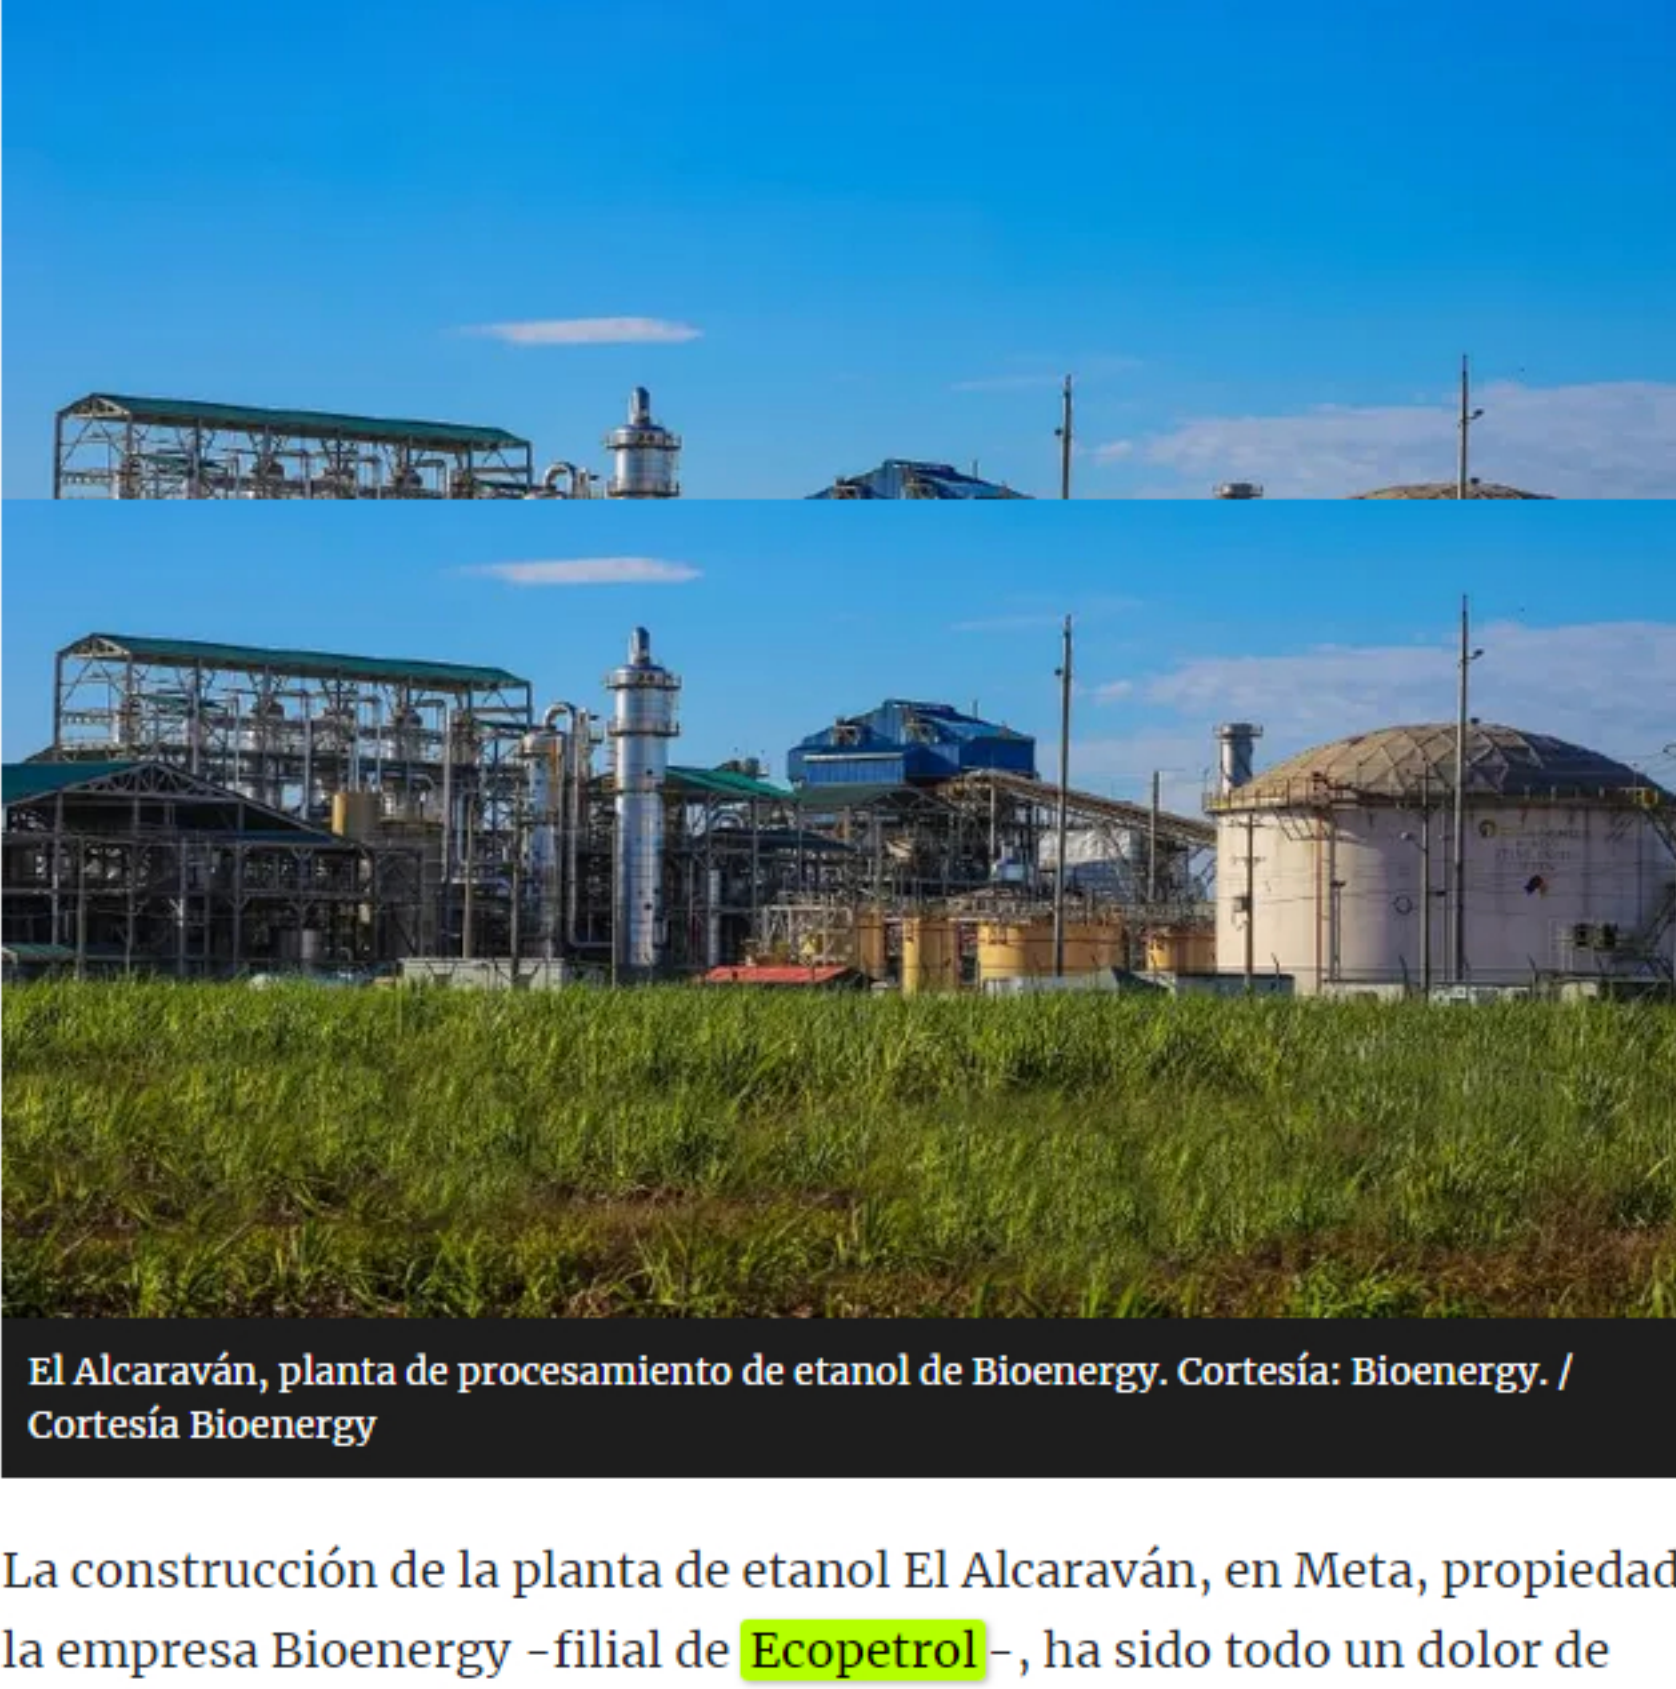 El Alcaraván, planta de procesamiento de etanol de Bioenergy. Cortesía: Bioenergy. /
Cortesía Bioenergy
La construcción de la planta de etanol El Alcaraván, en Meta, propiedad
la empresa Bioenergy -filial de Ecopetrol-, ha sido todo un dolor de